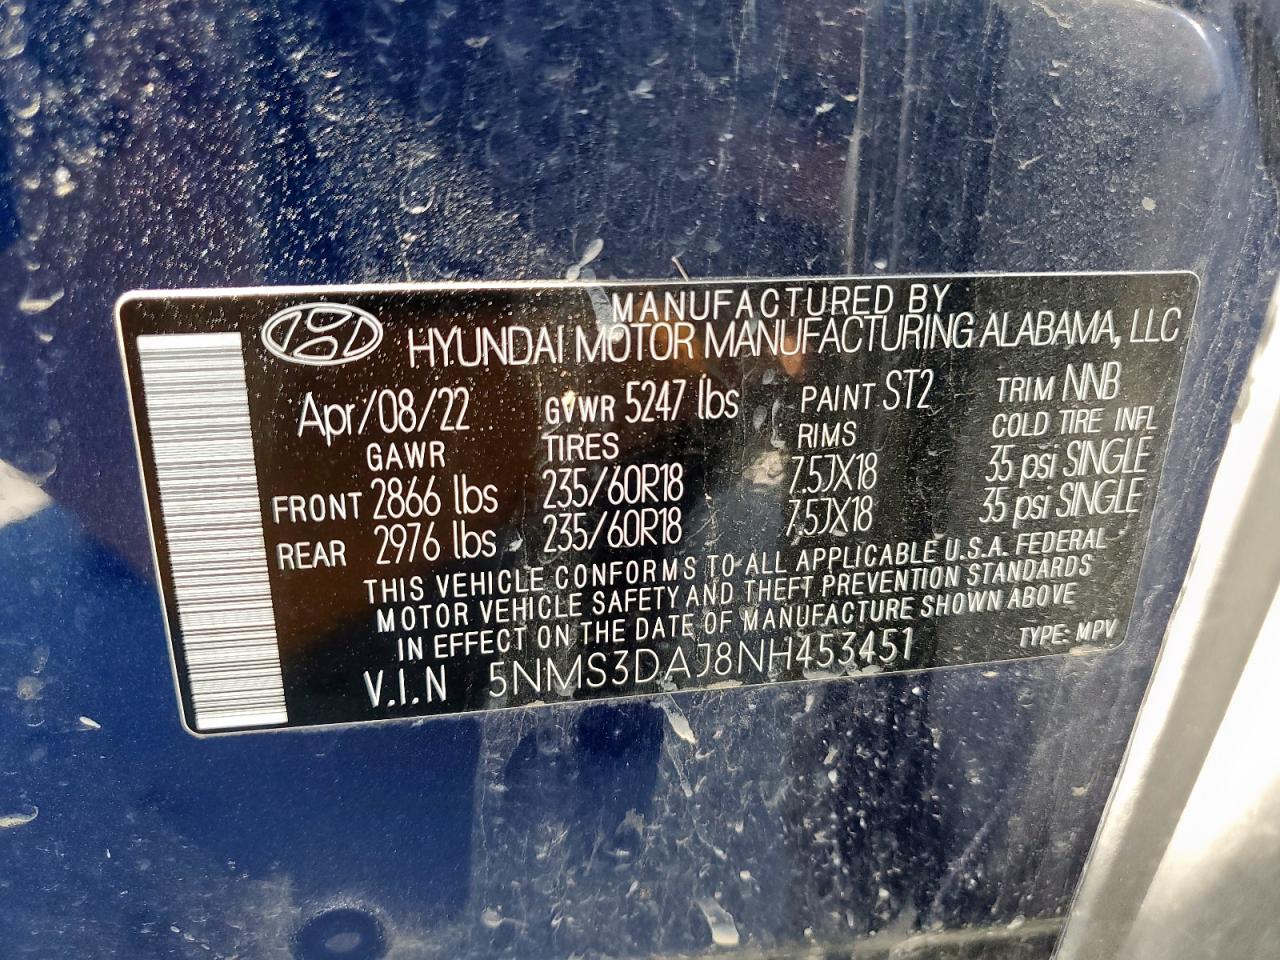 MANUFACTURED BY
HYUNDAI MOTOR MANUFACTURING ALABAMA, LLC
Apr/08/22 GVWR 5247 lbs PAINT ST2 TRIM NNB
GAWR TIRES RIMS COLD TIRE INFL
FRONT 2866 lbs 235/60R18 7.5JX18 35 psi SINGLE
REAR 2976 lbs 235/60R18 7.5JX18 35 psi SINGLE
THIS VEHICLE CONFORMS TO ALL APPLICABLE U.S.A. FEDERAL
MOTOR VEHICLE SAFETY AND THEFT PREVENTION STANDARDS
IN EFFECT ON THE DATE OF MANUFACTURE SHOWN ABOVE
V.I.N 5NMS3DAJ8NH453451 TYPE: MPV